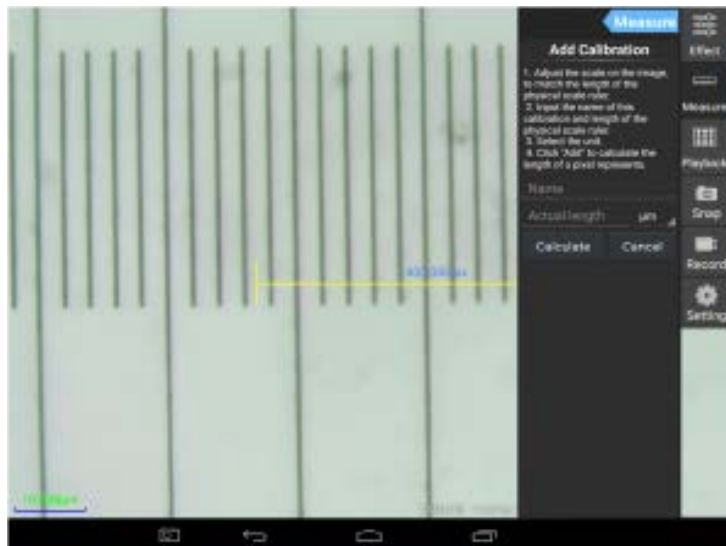 Measure
Add Calibration
1. Adjust the scale on the image,
to match the length of the
physical scale ruler.
2. Input the name of this
calibration and length of the
physical scale ruler.
3. Select the unit.
4. Click "Add" to calculate the
length of a pixel represents.
Name
Actual length μm
Calculate Cancel
Effect
Measure
Playback
Snap
Record
Setting